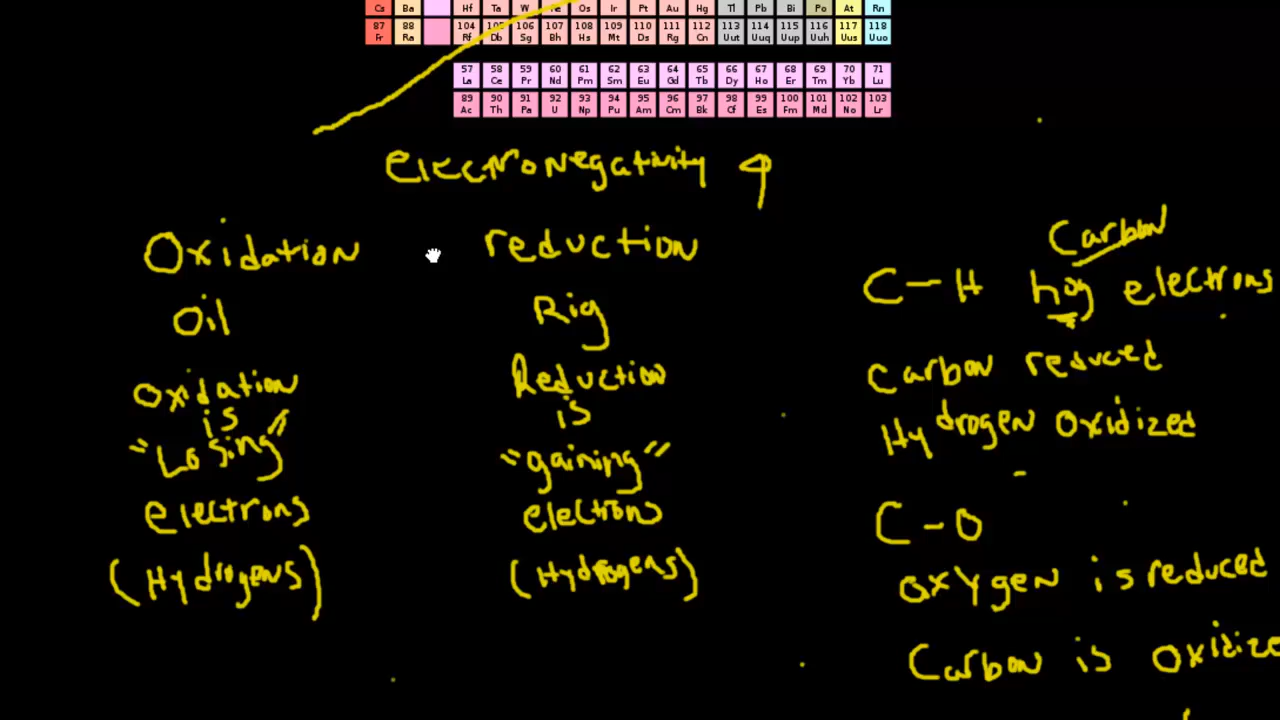 Cs Ba Hf Ta W Re Os Ir Pt Au Hg Tl Pb Bi Po At Rn
87 88 104 105 106 107 108 109 110 111 112 113 114 115 116 117 118
Fr Ra Rf Db Sg Bh Hs Mt Ds Rg Cn Uut Uuq Uup Uuh Uus Uuo
57 58 59 60 61 62 63 64 65 66 67 68 69 70 71
La Ce Pr Nd Pm Sm Eu Gd Tb Dy Ho Er Tm Yb Lu
89 90 91 92 93 94 95 96 97 98 99 100 101 102 103
Ac Th Pa U Np Pu Am Cm Bk Cf Es Fm Md No Lr
electronegativity
Oxidation
Oil
Oxidation
is
"Losing"
electrons
(Hydrogens)
reduction
Rig
Reduction
is
"gaining"
electrons
(Hydrogens)
Carbon
C-H hog electrons
Carbon reduced
Hydrogen Oxidized
C-O
oxygen is reduced
Carbon is Oxidize